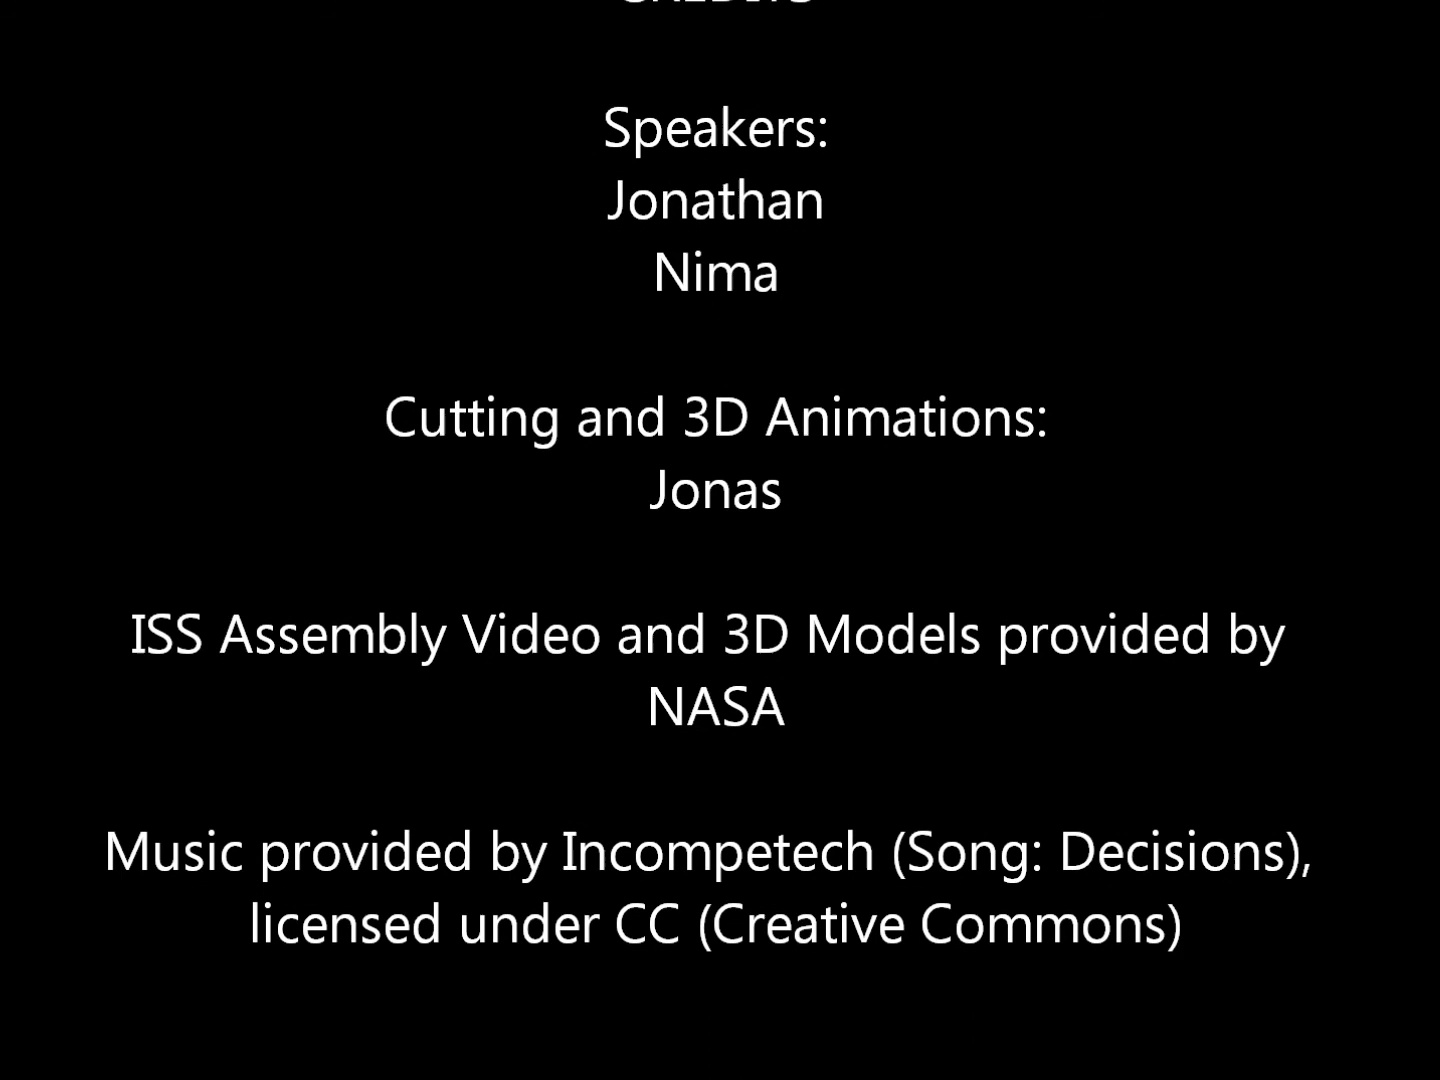 Speakers:
Jonathan
Nima
Cutting and 3D Animations:
Jonas
ISS Assembly Video and 3D Models provided by
NASA
Music provided by Incompetech (Song: Decisions),
licensed under CC (Creative Commons)